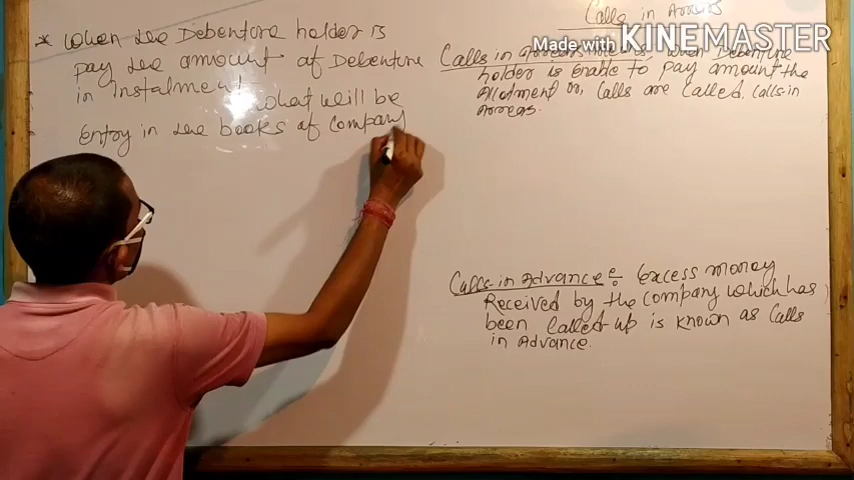 * When the Debenture holder is
pay the amount of Debenture
in Instalment what will be
Entry in the books of Company
Calls in Arrears
Made with KINEMASTER
Calls in Arrears When Debenture
holder is Enable to pay amount the
Allotment or Calls are Called. Calls in
Arreas.
Calls in Advance :- Excess money
Received by the Company which has
been Called up is known as Calls
in Advance.